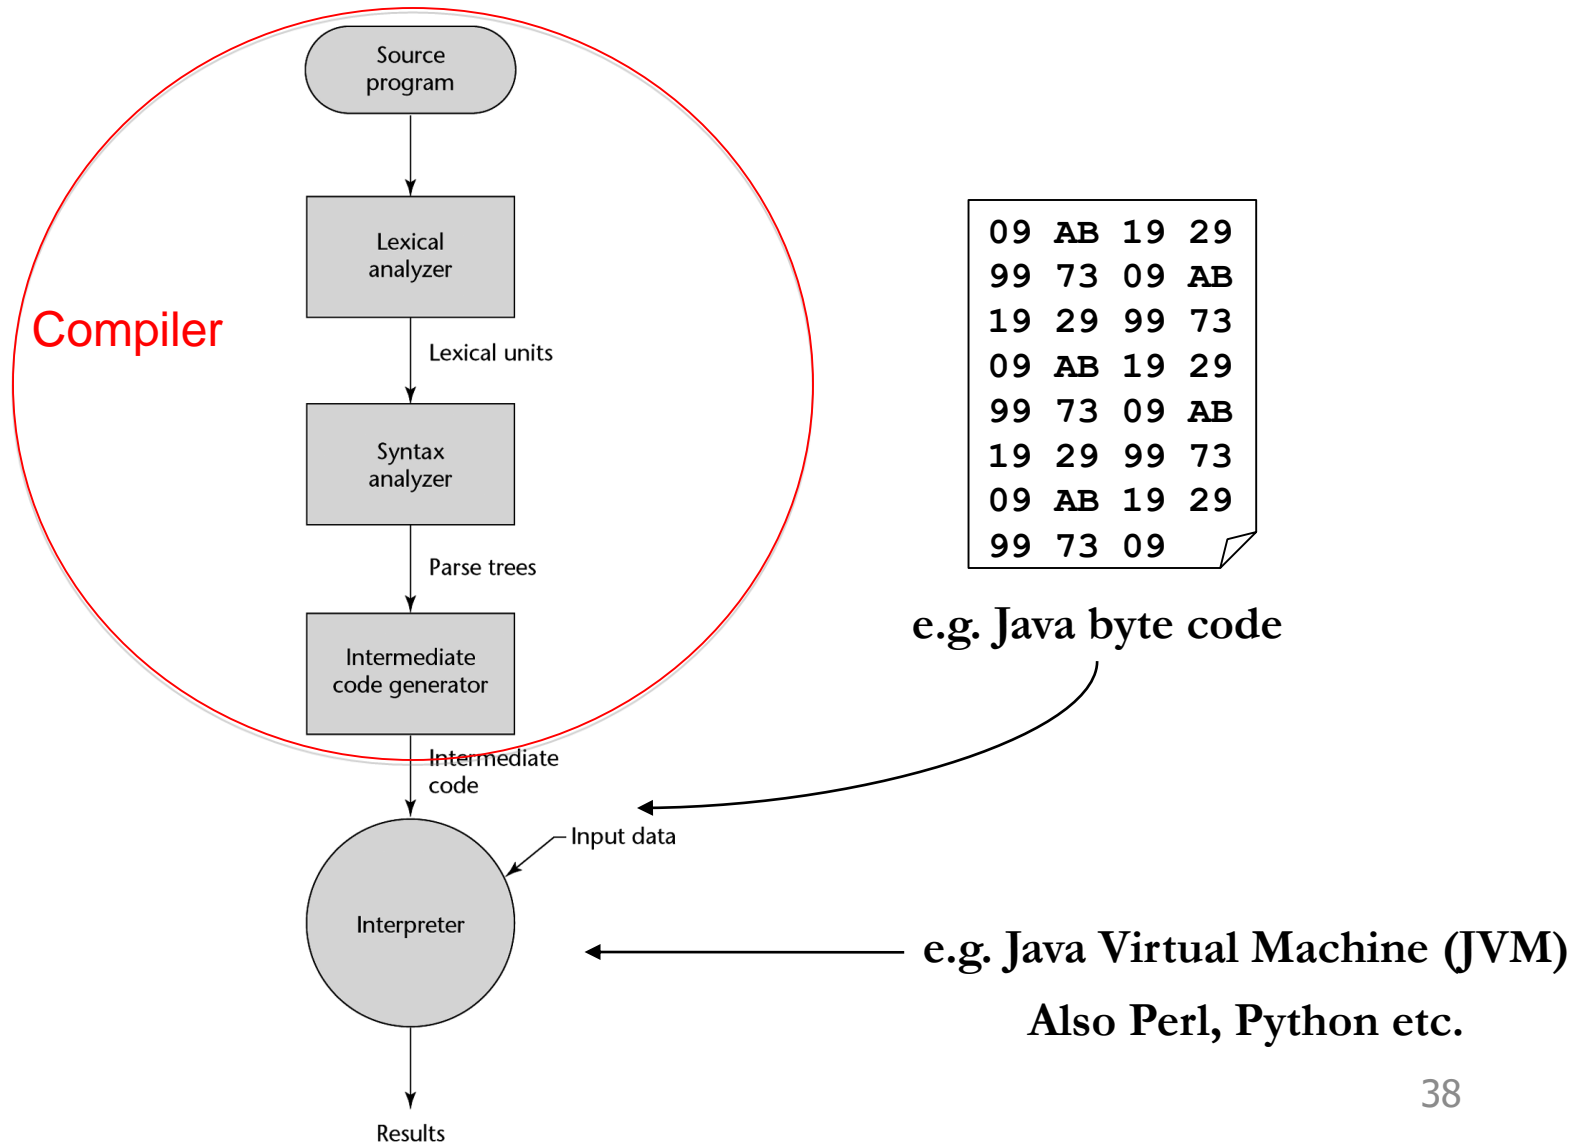 Source
program
Lexical
analyzer
Compiler
Lexical units
Syntax
analyzer
Parse trees
Intermediate
code generator
Intermediate
code
Input data
Interpreter
Results
09 AB 19 29
99 73 09 AB
19 29 99 73
09 AB 19 29
99 73 09 AB
19 29 99 73
09 AB 19 29
99 73 09
e.g. Java byte code
e.g. Java Virtual Machine (JVM)
Also Perl, Python etc.
38